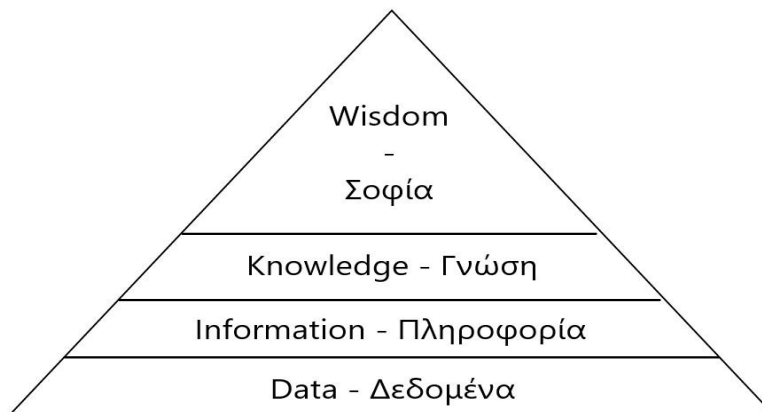 Wisdom
-
Σοφία
Knowledge - Γνώση
Information - Πληροφορία
Data - Δεδομένα